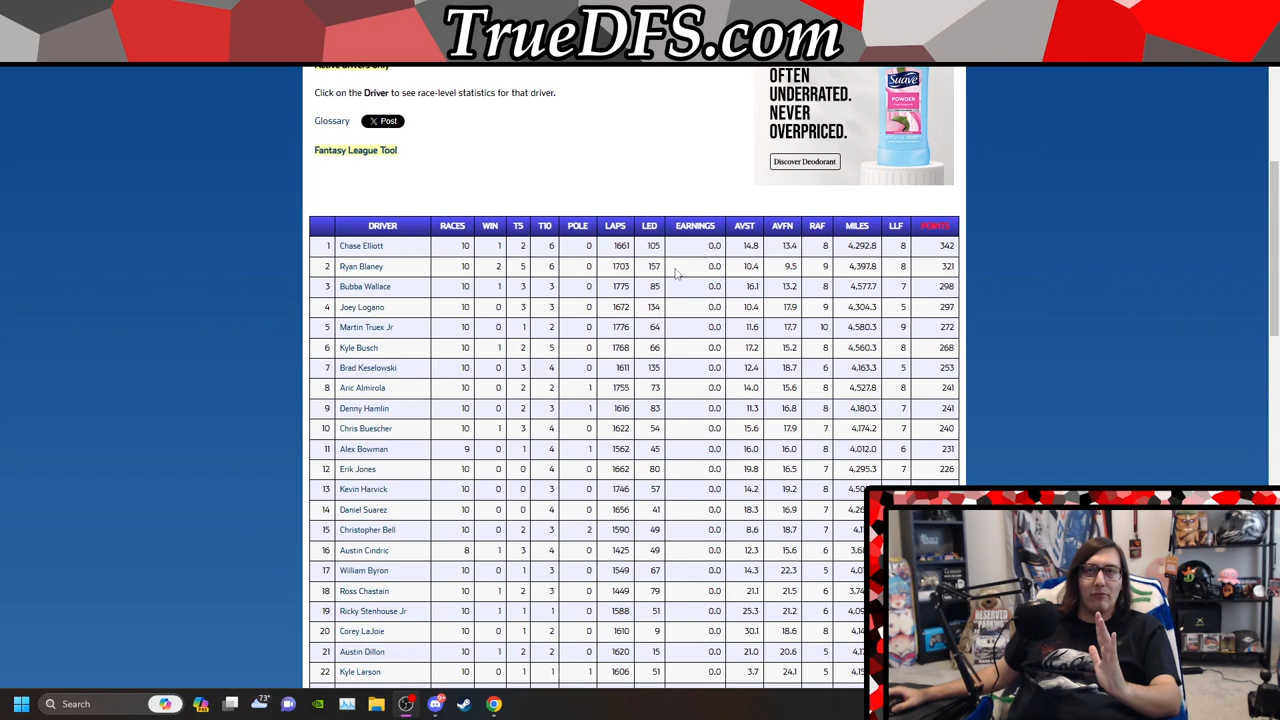 TrueDFS.com
Active Drivers Only
Click on the Driver to see race-level statistics for that driver.
Glossary X Post
Fantasy League Tool
OFTEN
UNDERRATED.
NEVER
OVERPRICED.
Discover Deodorant
Suave
POWDER
DRIVER RACES WIN T5 T10 POLE LAPS LED EARNINGS AVST AVFN RAF MILES LLF POINTS
1 Chase Elliott 10 1 2 6 0 1661 105 0.0 14.8 13.4 8 4,292.8 8 342
2 Ryan Blaney 10 2 5 6 0 1703 157 0.0 10.4 9.5 9 4,397.8 8 321
3 Bubba Wallace 10 1 3 3 0 1775 85 0.0 16.1 13.2 8 4,577.7 7 298
4 Joey Logano 10 0 3 3 0 1672 134 0.0 10.4 17.9 9 4,304.3 5 297
5 Martin Truex Jr 10 0 1 2 0 1776 64 0.0 11.6 17.7 10 4,580.3 9 272
6 Kyle Busch 10 1 2 5 0 1768 66 0.0 17.2 15.2 8 4,560.3 8 268
7 Brad Keselowski 10 0 3 4 0 1611 135 0.0 12.4 18.7 6 4,163.3 5 253
8 Aric Almirola 10 0 2 2 1 1755 73 0.0 14.0 15.6 8 4,527.8 8 241
9 Denny Hamlin 10 0 2 3 1 1616 83 0.0 11.3 16.8 8 4,180.3 7 241
10 Chris Buescher 10 1 3 4 0 1622 54 0.0 15.6 17.9 7 4,174.2 7 240
11 Alex Bowman 9 0 1 4 1 1562 45 0.0 16.0 16.0 8 4,012.0 6 231
12 Erik Jones 10 0 0 4 0 1662 80 0.0 19.8 16.5 7 4,295.3 7 226
13 Kevin Harvick 10 0 0 3 0 1746 57 0.0 14.2 19.2 8
14 Daniel Suarez 10 0 0 4 0 1656 41 0.0 18.3 16.9 7
15 Christopher Bell 10 0 2 3 2 1590 49 0.0 8.6 18.7 7
16 Austin Cindric 8 1 3 4 0 1425 49 0.0 12.3 15.6 6
17 William Byron 10 0 1 3 0 1549 67 0.0 14.3 22.3 5
18 Ross Chastain 10 1 2 3 0 1449 79 0.0 21.1 21.5 6
19 Ricky Stenhouse Jr 10 1 1 1 0 1588 51 0.0 25.3 21.2 6
20 Corey LaJoie 10 0 1 2 0 1610 9 0.0 30.1 18.6 8
21 Austin Dillon 10 1 2 2 0 1620 15 0.0 21.0 20.6 5
22 Kyle Larson 10 0 1 1 1 1606 51 0.0 3.7 24.1 5
RESERVED
PARKING
Search
73°